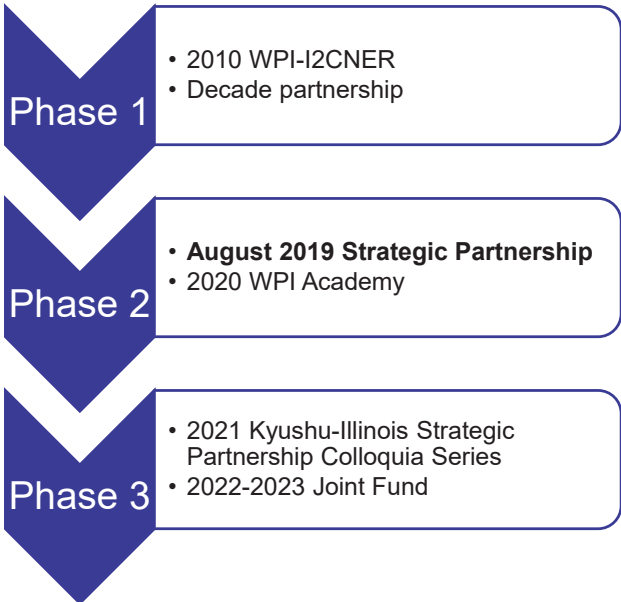 Phase 1
• 2010 WPI-I2CNER
• Decade partnership
Phase 2
• August 2019 Strategic Partnership
• 2020 WPI Academy
Phase 3
• 2021 Kyushu-Illinois Strategic
Partnership Colloquia Series
• 2022-2023 Joint Fund